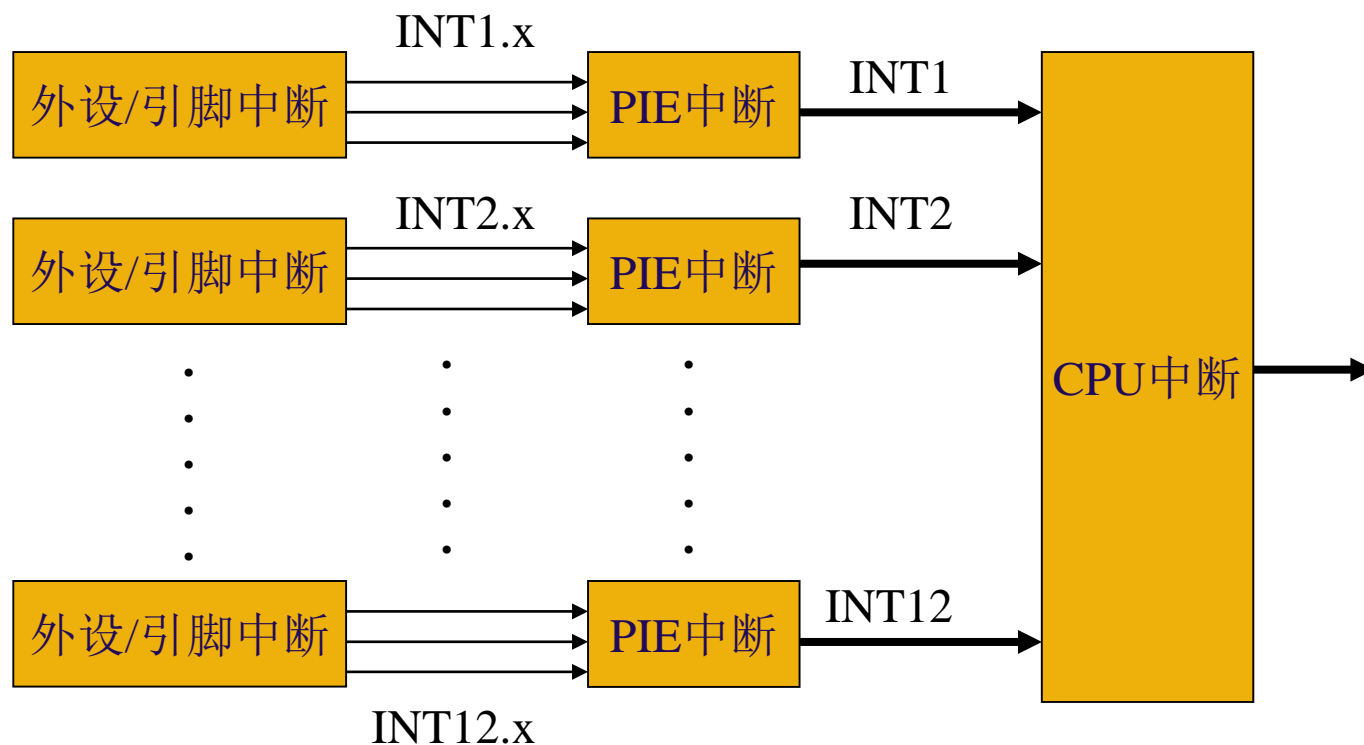 INT1.x
外设/引脚中断
PIE中断
INT1
INT2.x
外设/引脚中断
PIE中断
INT2
CPU中断
外设/引脚中断
PIE中断
INT12
INT12.x